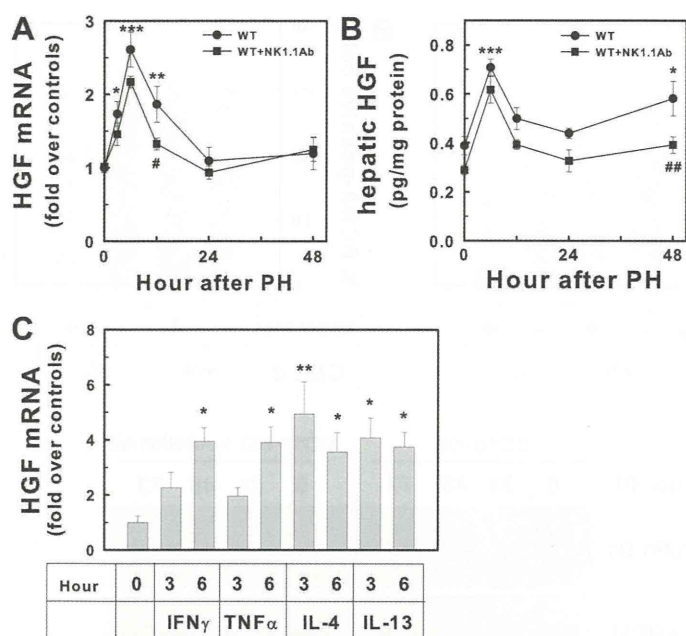 A
B
WT
WT+NK1.1Ab
WT
WT+NK1.1Ab
HGF mRNA
(fold over controls)
3
2
1
0
***
*
**
#
0 24 48
Hour after PH
hepatic HGF
(pg/mg protein)
0.8
0.6
0.4
0.2
0.0
***
*
##
0 24 48
Hour after PH
C
HGF mRNA
(fold over controls)
8
6
4
2
0
* * ** * * *
Hour 0 3 6 3 6 3 6 3 6
IFNγ TNFα IL-4 IL-13